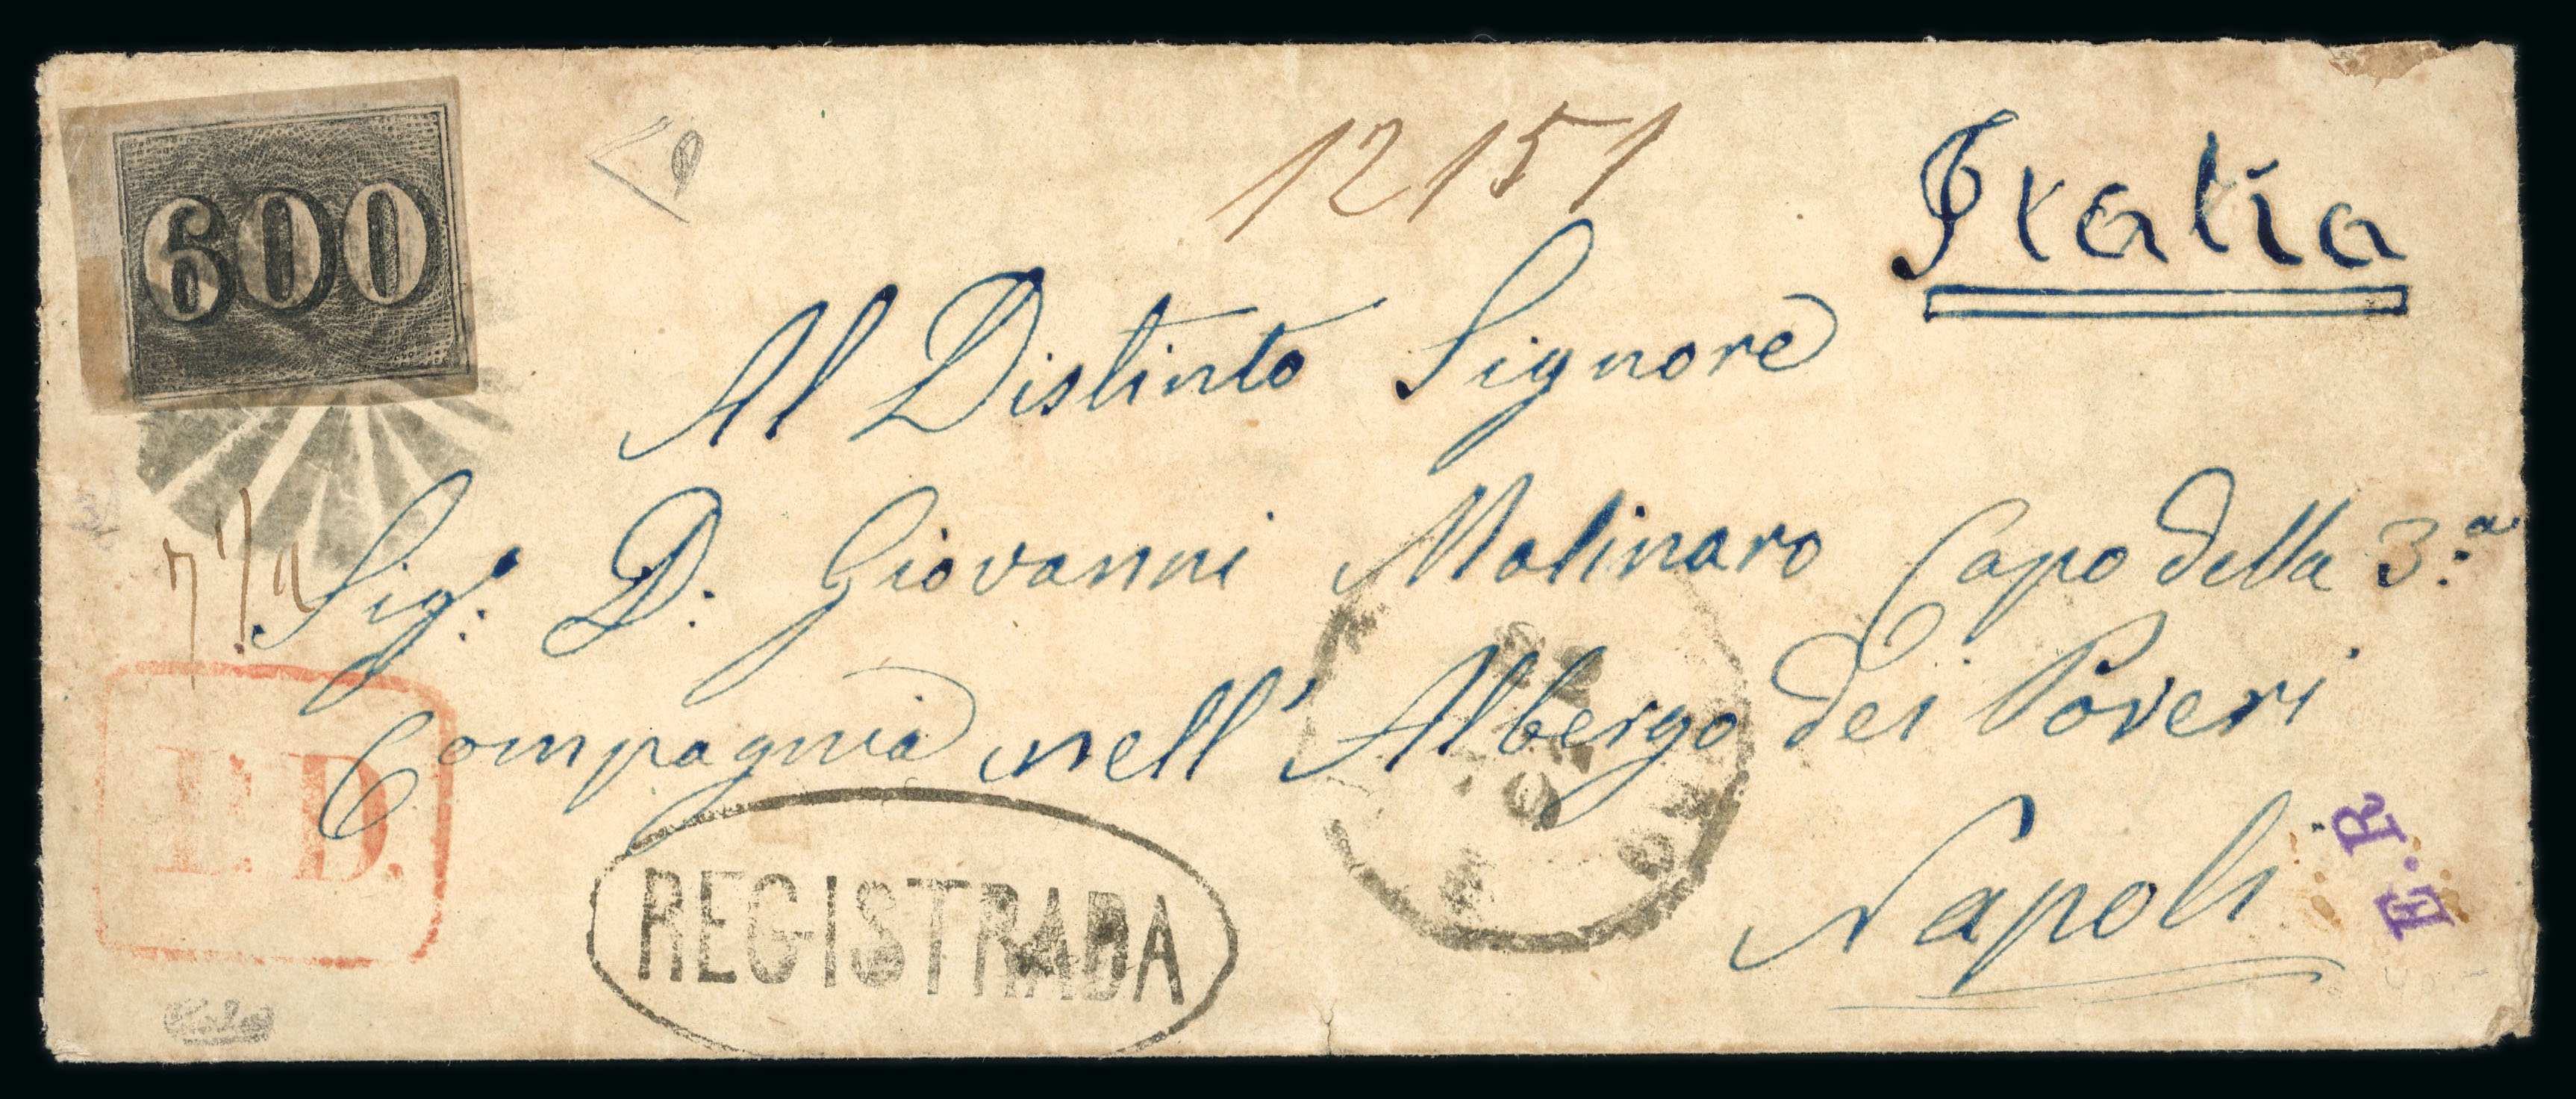 600
12151
Italia
Al Distinto Signore
Sig.r D. Giovanni Molinaro Capo della 3.a
Compagnia nell' Albergo dei Poveri
Napoli
P.D.
REGISTRADA
E.R